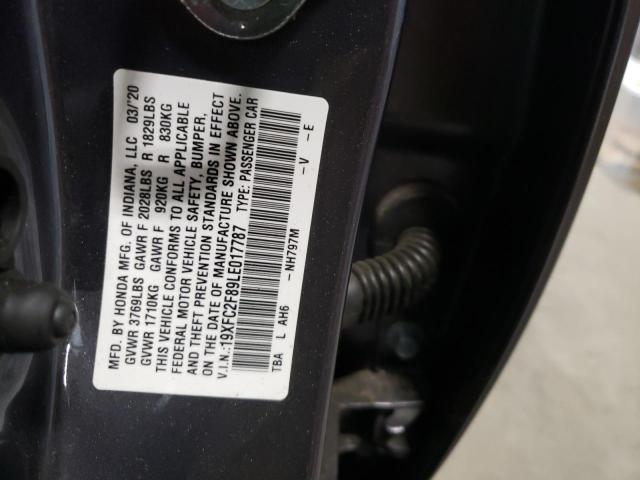 MFD. BY HONDA MFG. OF INDIANA, LLC 03/'20
GVWR 3769LBS GAWR F 2028LBS R 1829LBS
GVWR 1710KG GAWR F 920KG R 830KG
THIS VEHICLE CONFORMS TO ALL APPLICABLE
FEDERAL MOTOR VEHICLE SAFETY, BUMPER,
AND THEFT PREVENTION STANDARDS IN EFFECT
ON THE DATE OF MANUFACTURE SHOWN ABOVE.
V.I.N.:19XFC2F89LE017787 TYPE: PASSENGER CAR
TBA L AH6 -NH797M -V -E